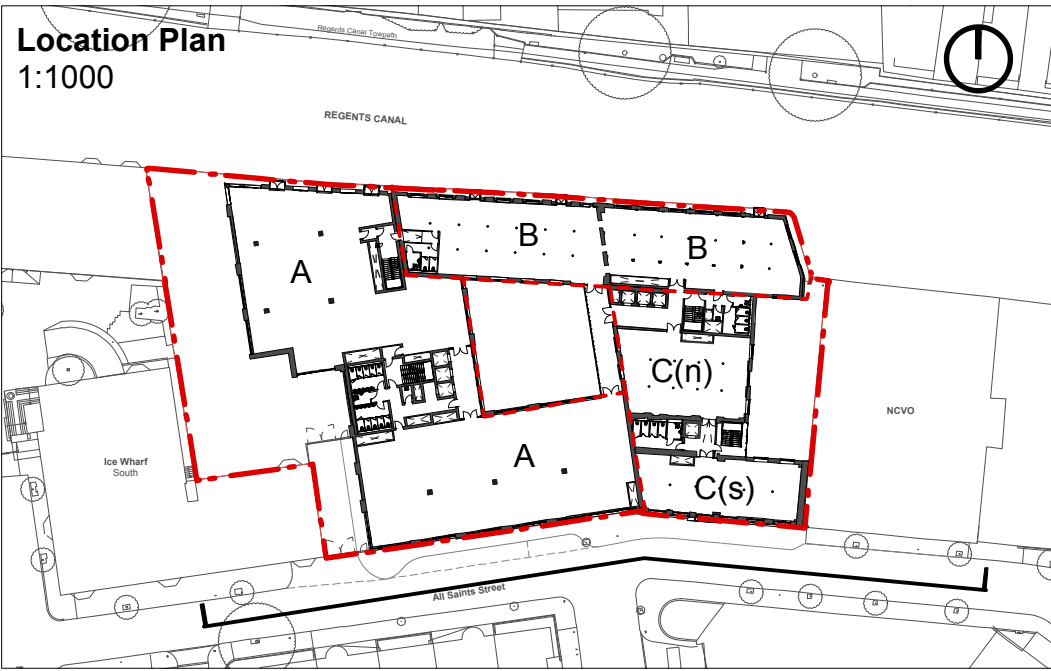 Location Plan
1:1000
Regents Canal Towpath
REGENTS CANAL
A
B
B
C(n)
NCVO
Ice Wharf
South
A
C(s)
All Saints Street